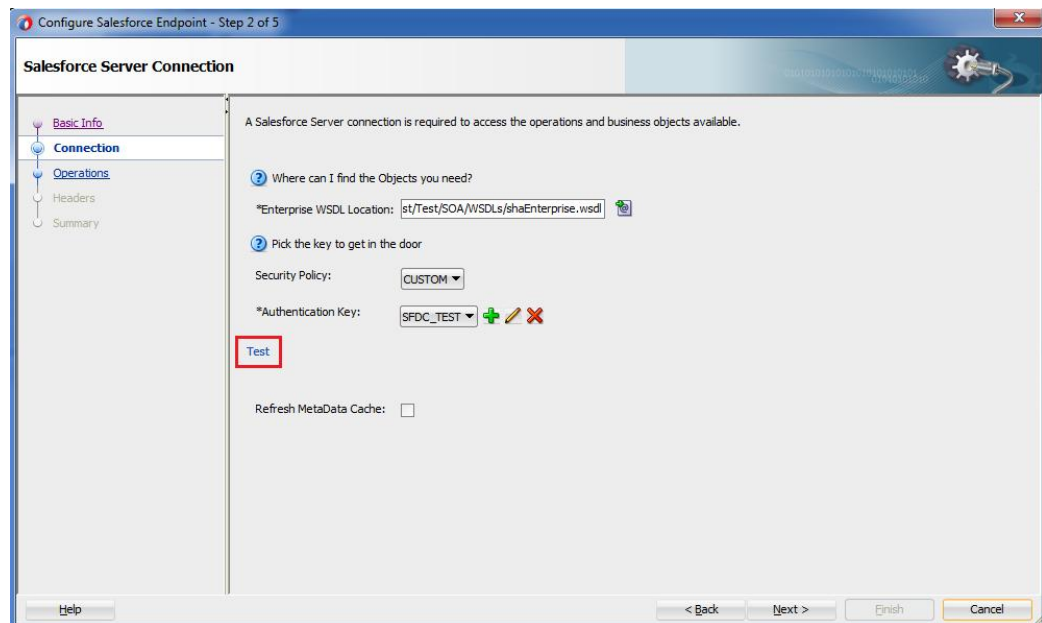 Configure Salesforce Endpoint - Step 2 of 5
Salesforce Server Connection
Basic Info
Connection
Operations
Headers
Summary
A Salesforce Server connection is required to access the operations and business objects available.
Where can I find the Objects you need?
*Enterprise WSDL Location: st/Test/SOA/WSDLs/shaEnterprise.wsdl
Pick the key to get in the door
Security Policy: CUSTOM
*Authentication Key: SFDC_TEST
Test
Refresh MetaData Cache:
Help < Back Next > Finish Cancel